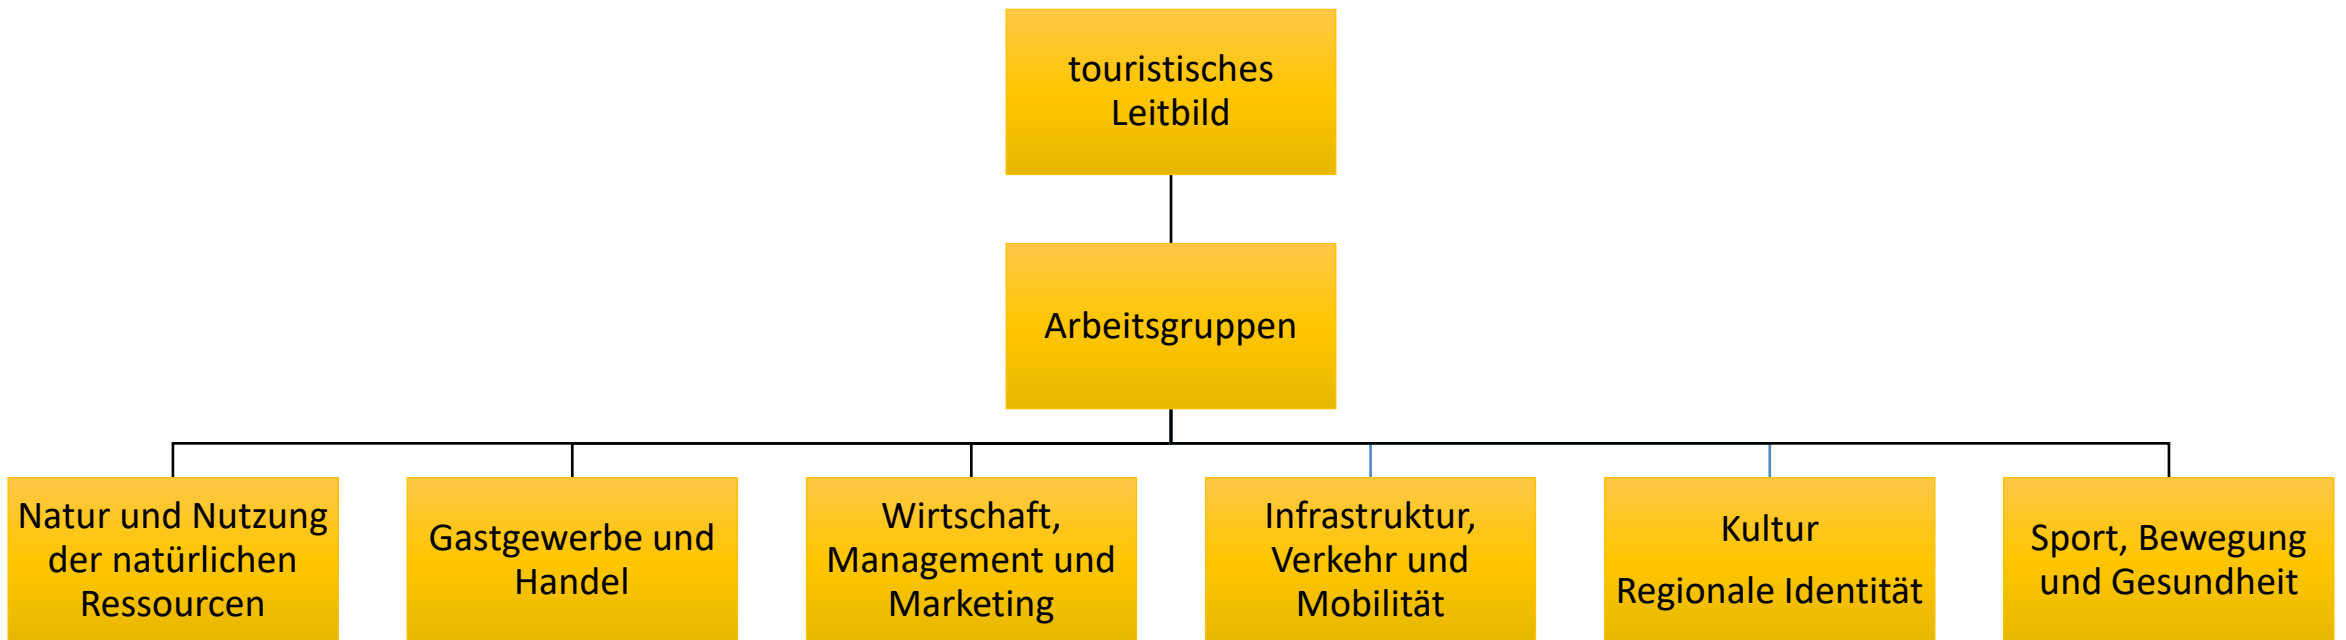 touristisches
Leitbild
Arbeitsgruppen
Natur und Nutzung
der natürlichen
Ressourcen
Gastgewerbe und
Handel
Wirtschaft,
Management und
Marketing
Infrastruktur,
Verkehr und
Mobilität
Kultur
Regionale Identität
Sport, Bewegung
und Gesundheit